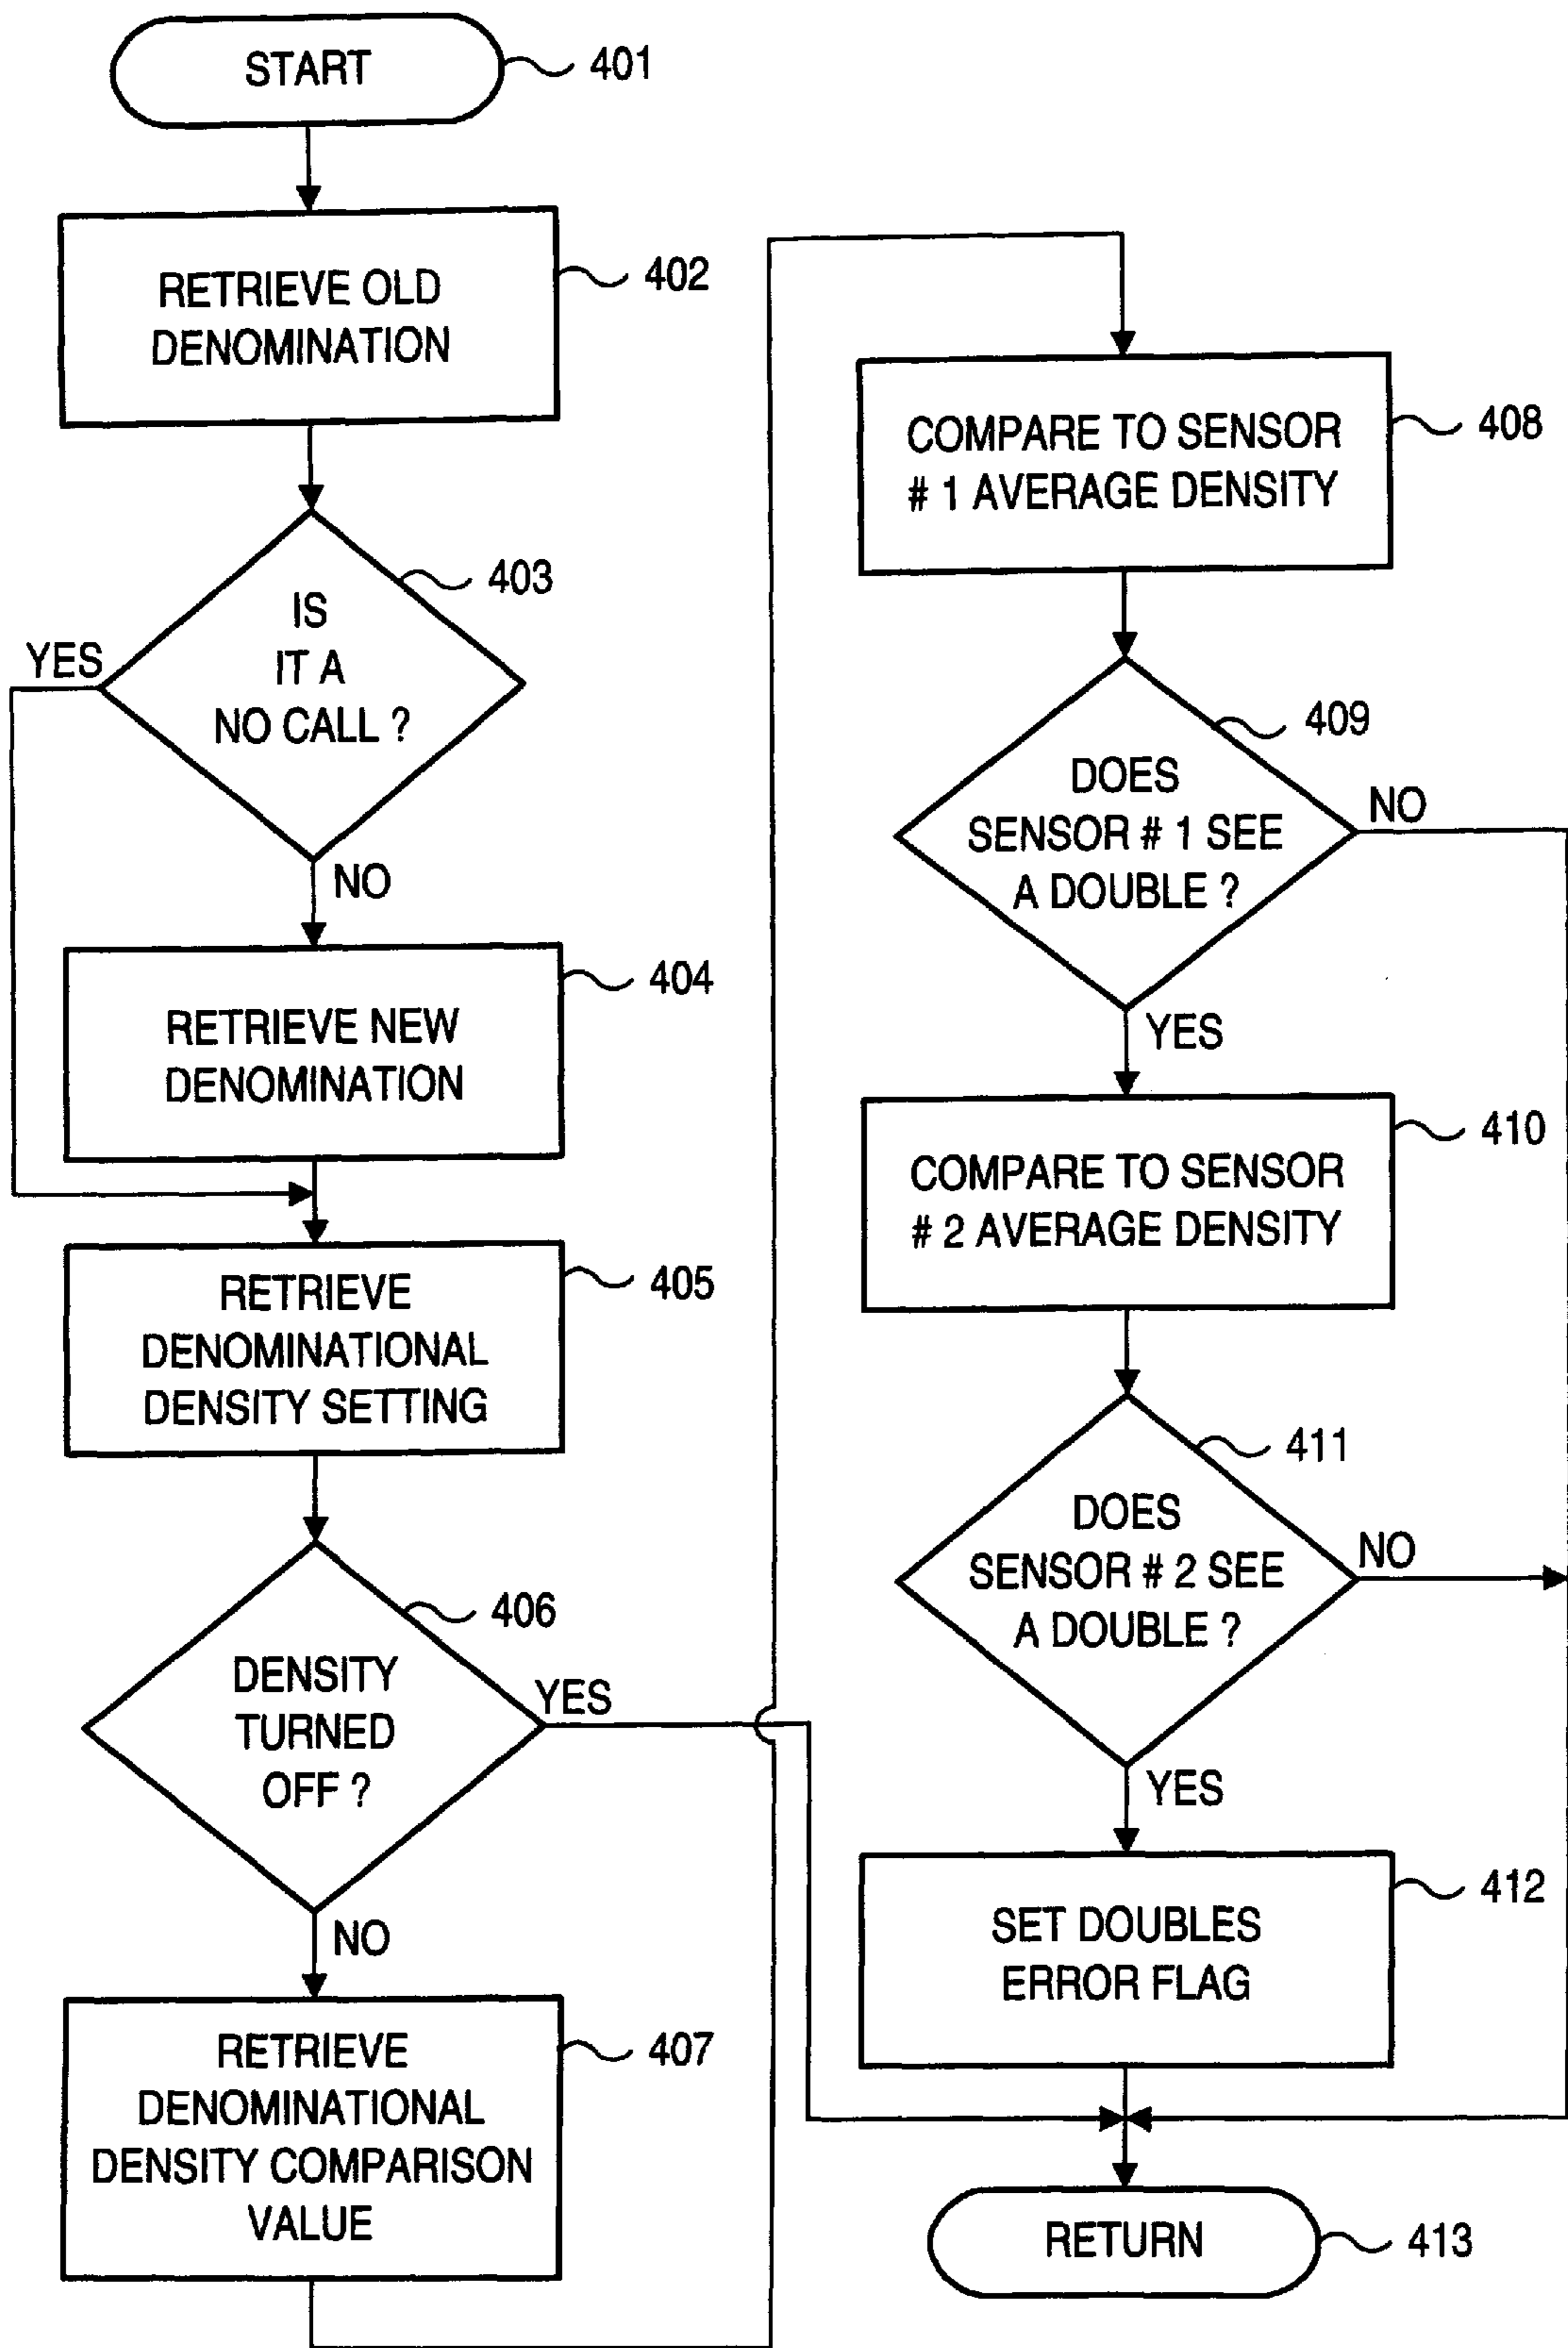 START
401
RETRIEVE OLD
DENOMINATION
402
IS
IT A
NO CALL ?
403
YES
NO
RETRIEVE NEW
DENOMINATION
404
RETRIEVE
DENOMINATIONAL
DENSITY SETTING
405
DENSITY
TURNED
OFF ?
406
YES
NO
RETRIEVE
DENOMINATIONAL
DENSITY COMPARISON
VALUE
407
COMPARE TO SENSOR
# 1 AVERAGE DENSITY
408
DOES
SENSOR # 1 SEE
A DOUBLE ?
409
NO
YES
COMPARE TO SENSOR
# 2 AVERAGE DENSITY
410
DOES
SENSOR # 2 SEE
A DOUBLE ?
411
NO
YES
SET DOUBLES
ERROR FLAG
412
RETURN
413